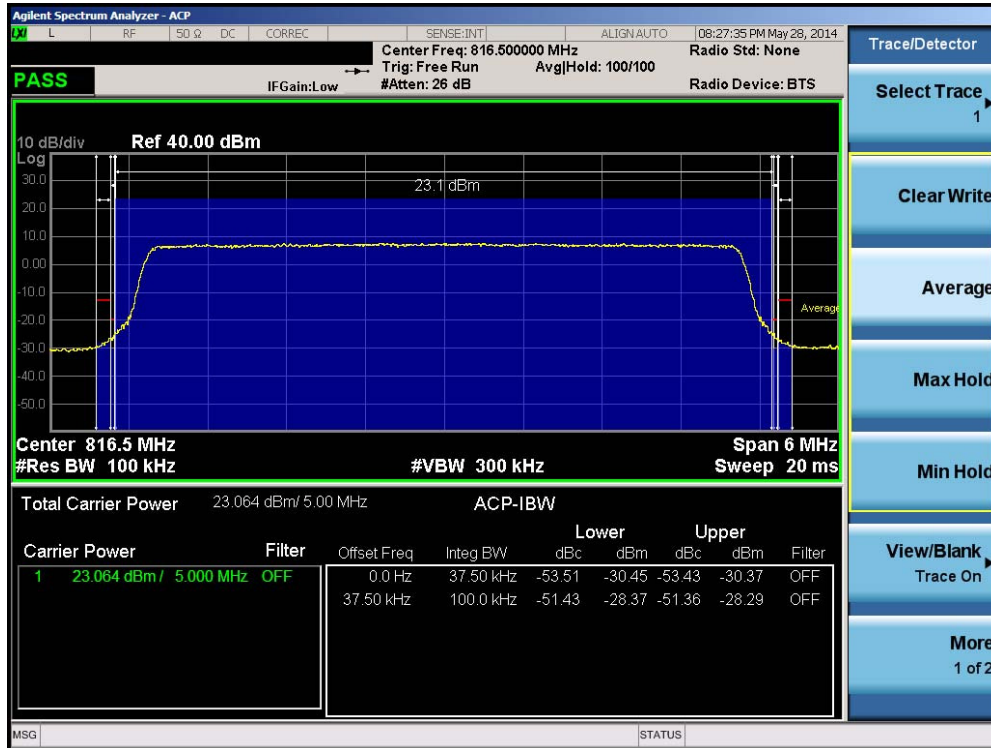 Agilent Spectrum Analyzer - ACP
LXI L RF 50 Ω DC CORREC SENSE:INT ALIGN AUTO 08:27:35 PM May 28, 2014
Center Freq: 816.500000 MHz Radio Std: None
Trig: Free Run Avg|Hold: 100/100
PASS IFGain:Low #Atten: 26 dB Radio Device: BTS
10 dB/div Ref 40.00 dBm
Log
30.0
23.1 dBm
20.0
10.0
0.00
-10.0
Average
-20.0
-30.0
-40.0
-50.0
Center 816.5 MHz Span 6 MHz
#Res BW 100 kHz #VBW 300 kHz Sweep 20 ms
Total Carrier Power 23.064 dBm/ 5.00 MHz ACP-IBW
Lower Upper
Carrier Power Filter Offset Freq Integ BW dBc dBm dBc dBm Filter
1 23.064 dBm / 5.000 MHz OFF 0.0 Hz 37.50 kHz -53.51 -30.45 -53.43 -30.37 OFF
37.50 kHz 100.0 kHz -51.43 -28.37 -51.36 -28.29 OFF
MSG STATUS
Trace/Detector
Select Trace
1
Clear Write
Average
Max Hold
Min Hold
View/Blank
Trace On
More
1 of 2